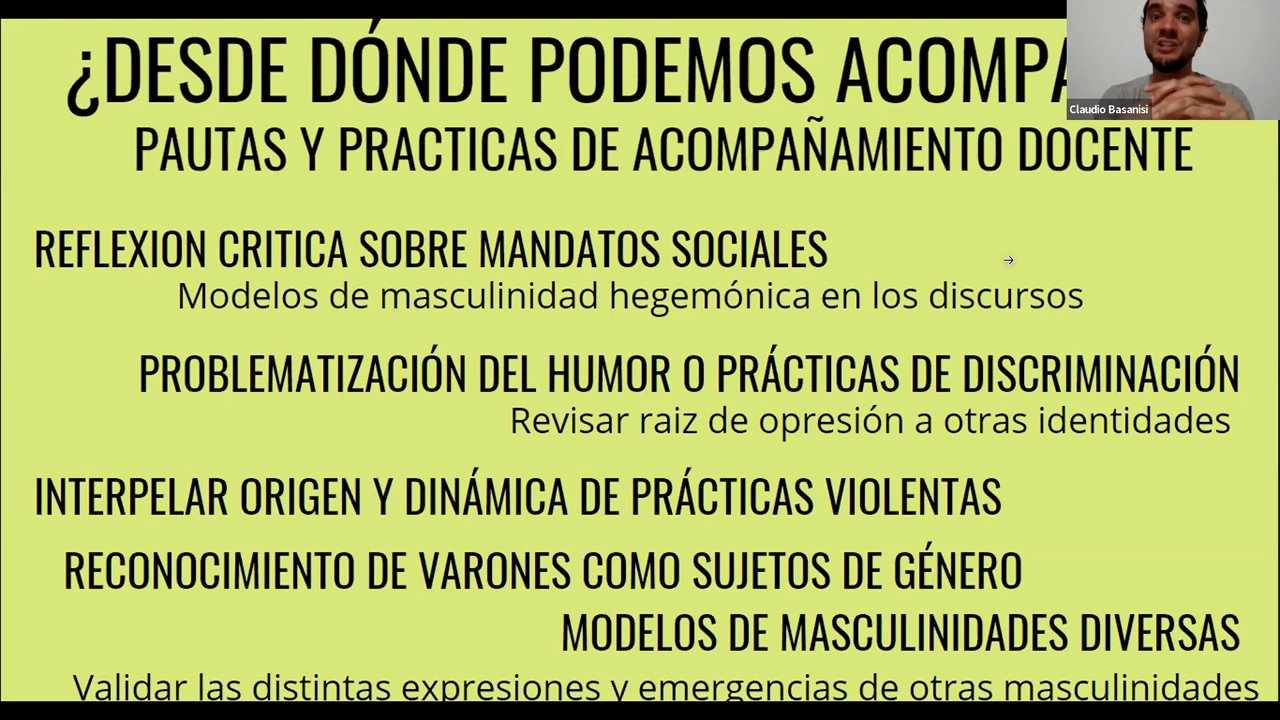 ¿DESDE DÓNDE PODEMOS ACOMPA
Claudio Basanisi
PAUTAS Y PRACTICAS DE ACOMPAÑAMIENTO DOCENTE
REFLEXION CRITICA SOBRE MANDATOS SOCIALES
Modelos de masculinidad hegemónica en los discursos
PROBLEMATIZACIÓN DEL HUMOR O PRÁCTICAS DE DISCRIMINACIÓN
Revisar raiz de opresión a otras identidades
INTERPELAR ORIGEN Y DINÁMICA DE PRÁCTICAS VIOLENTAS
RECONOCIMIENTO DE VARONES COMO SUJETOS DE GÉNERO
MODELOS DE MASCULINIDADES DIVERSAS
Validar las distintas expresiones y emergencias de otras masculinidades